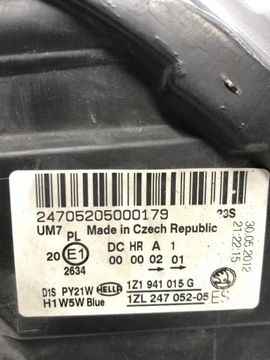 24705205000179 23S
UM7 Made in Czech Republic
PL DC HR A 1
20 E1 00 00 02 01
2634
D1S PY21W HELLA 1Z1 941 015 G
H1W5W Blue 1ZL 247 052-05 E
30.05.2012
21:22:15